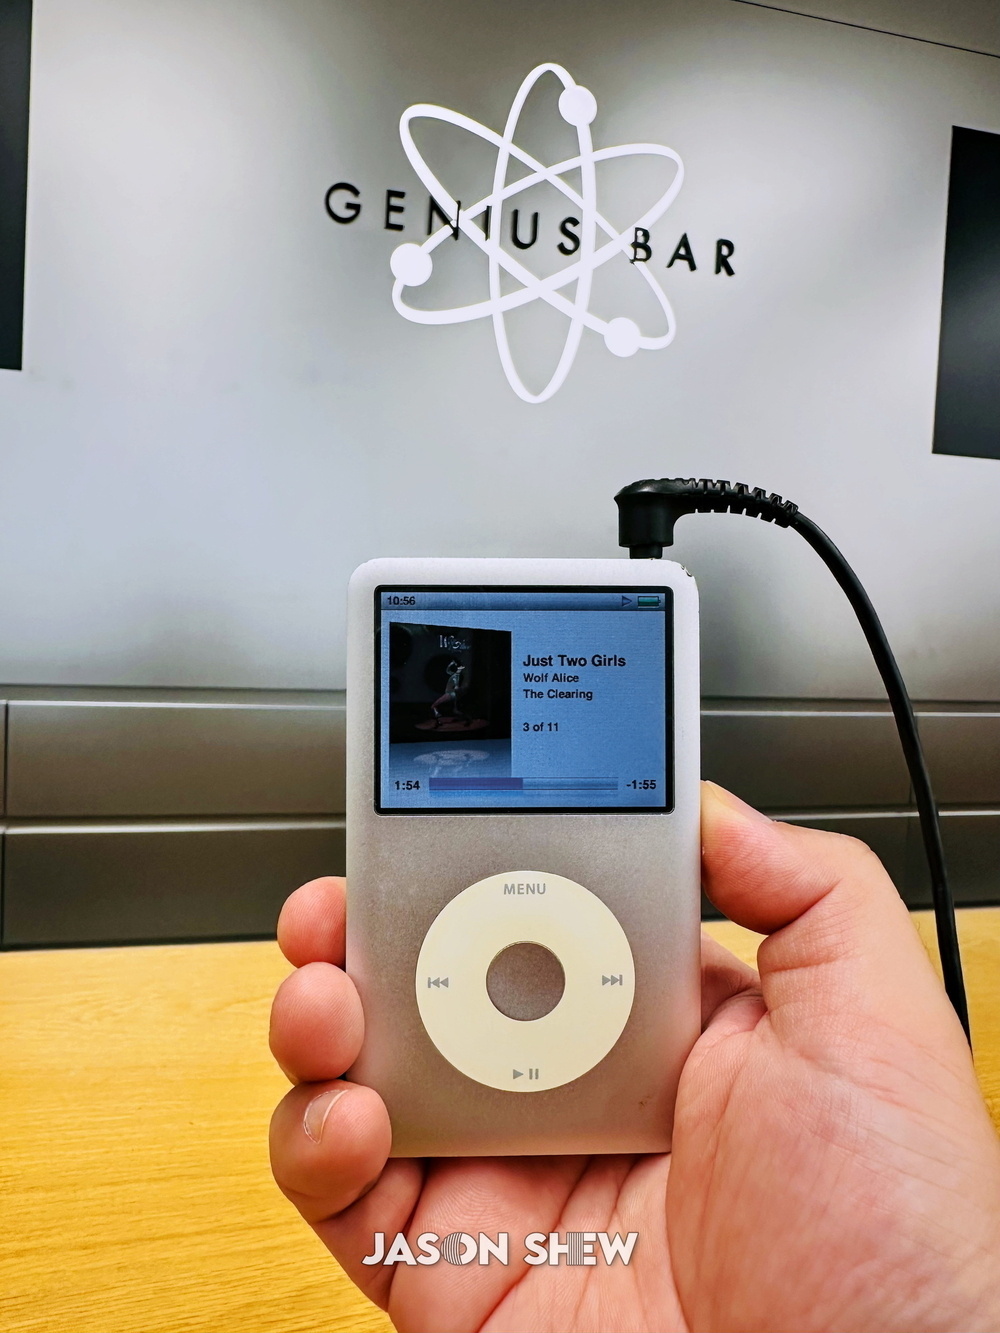 GENIUS BAR
10:56
Just Two Girls
Wolf Alice
The Clearing
3 of 11
1:54
-1:55
MENU
JASON SHEW